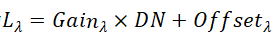 L_λ = Gain_λ × DN + Offset_λ